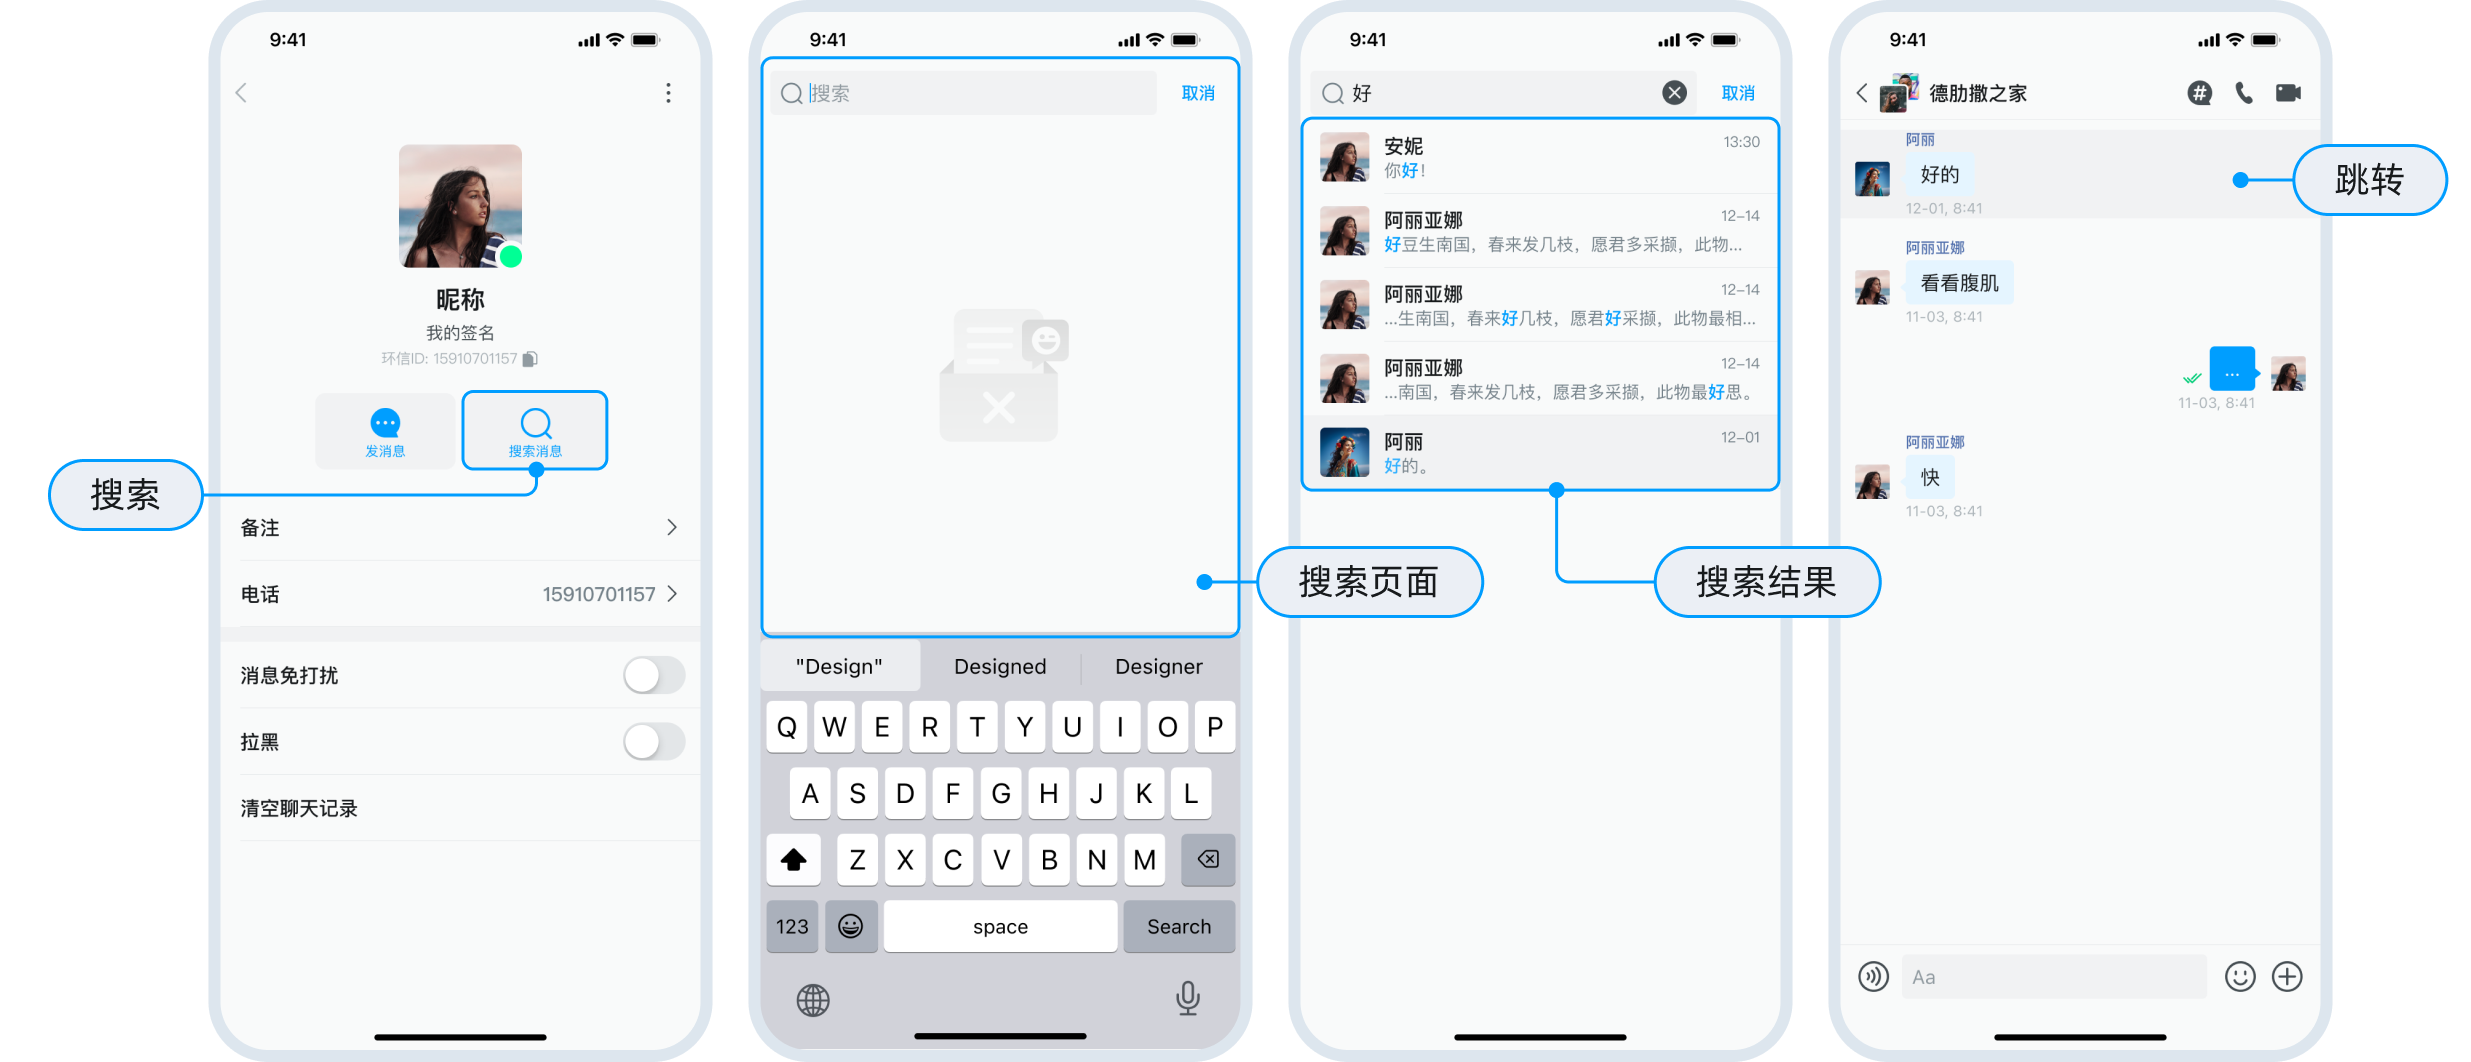 9:41
昵称
我的签名
环信ID: 15910701157
发消息
搜索消息
搜索
备注
电话
15910701157
消息免打扰
拉黑
清空聊天记录
9:41
搜索
取消
搜索页面
"Design"
Designed
Designer
Q W E R T Y U I O P
A S D F G H J K L
Z X C V B N M
123
space
Search
9:41
好
取消
安妮
13:30
你好！
阿丽亚娜
12-14
好豆生南国，春来发几枝，愿君多采撷，此物...
阿丽亚娜
12-14
...生南国，春来好几枝，愿君好采撷，此物最相...
阿丽亚娜
12-14
...南国，春来发几枝，愿君多采撷，此物最好思。
阿丽
12-01
好的。
搜索结果
9:41
德肋撒之家
阿丽
好的
12-01, 8:41
跳转
阿丽亚娜
看看腹肌
11-03, 8:41
...
11-03, 8:41
阿丽亚娜
快
11-03, 8:41
Aa